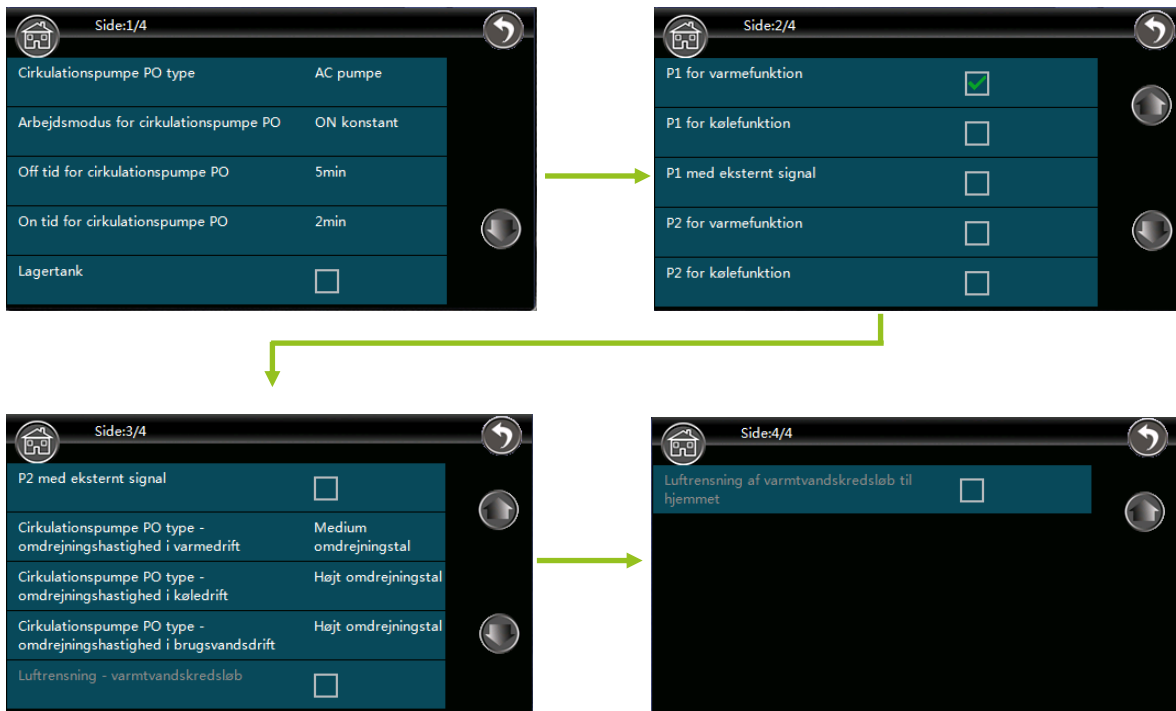 Side:1/4
Cirkulationspumpe PO type AC pumpe
Arbejdsmodus for cirkulationspumpe PO ON konstant
Off tid for cirkulationspumpe PO 5min
On tid for cirkulationspumpe PO 2min
Lagertank
Side:2/4
P1 for varmefunktion
P1 for kølefunktion
P1 med eksternt signal
P2 for varmefunktion
P2 for kølefunktion
Side:3/4
P2 med eksternt signal
Cirkulationspumpe PO type - Medium
omdrejningshastighed i varmedrift omdrejningstal
Cirkulationspumpe PO type - Højt omdrejningstal
omdrejningshastighed i køledrift
Cirkulationspumpe PO type - Højt omdrejningstal
omdrejningshastighed i brugsvandsdrift
Luftrensning - varmtvandskredsløb
Side:4/4
Luftrensning af varmtvandskredsløb til
hjemmet